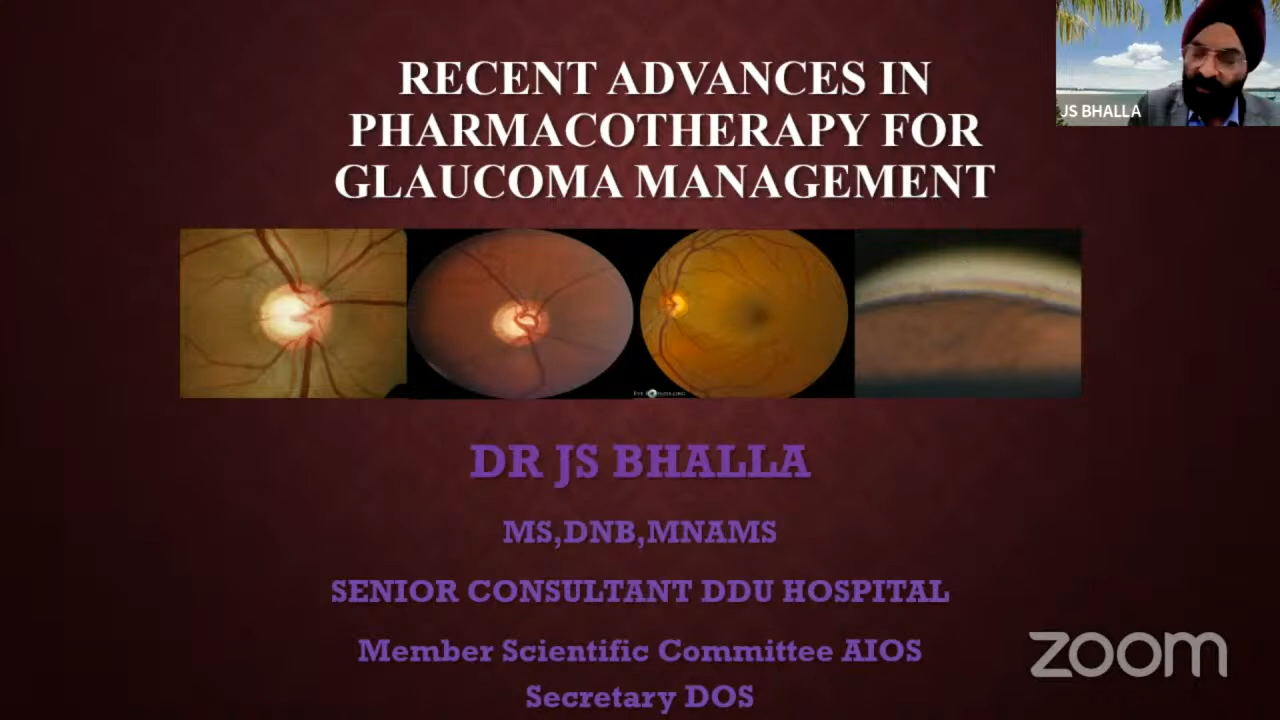 RECENT ADVANCES IN
PHARMACOTHERAPY FOR
GLAUCOMA MANAGEMENT
JS BHALLA
DR JS BHALLA
MS,DNB,MNAMS
SENIOR CONSULTANT DDU HOSPITAL
Member Scientific Committee AIOS
Secretary DOS
zoom